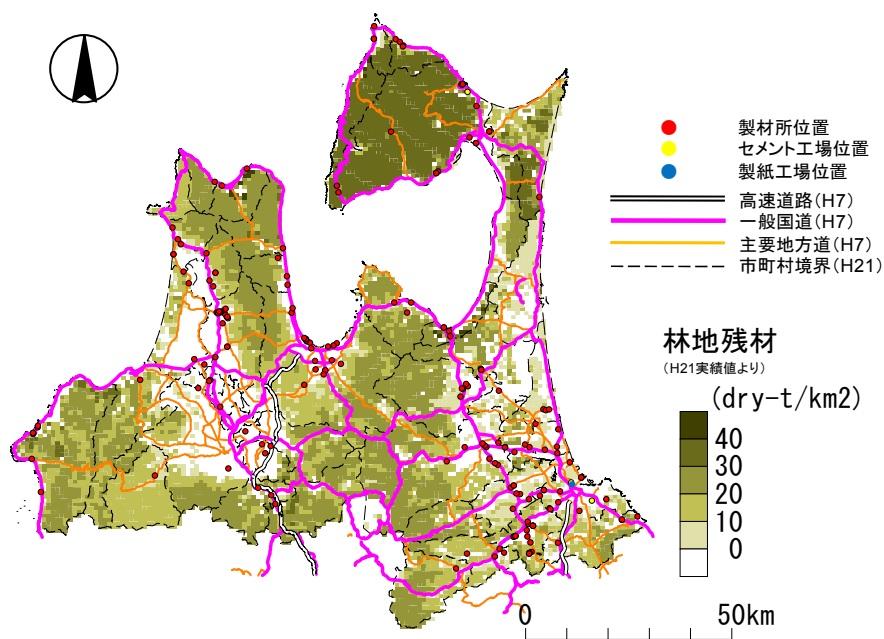 製材所位置
セメント工場位置
製紙工場位置
高速道路(H7)
一般国道(H7)
主要地方道(H7)
市町村境界(H21)
林地残材
(H21実績値より)
(dry-t/km2)
40
30
20
10
0
0 50km